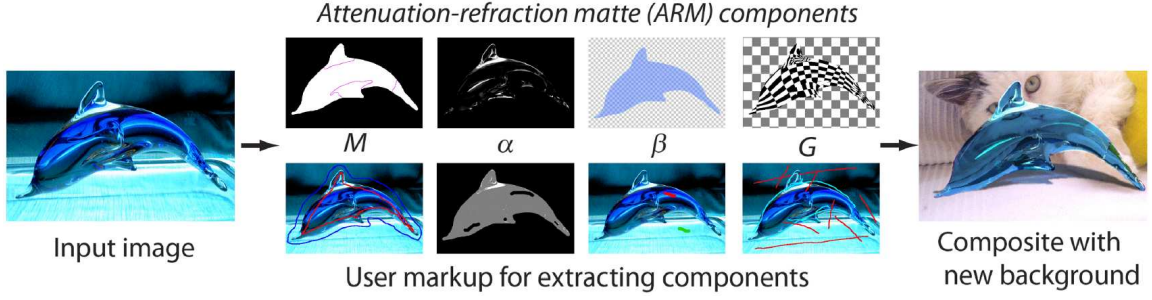 Attenuation-refraction matte (ARM) components
M α β G
Input image
User markup for extracting components
Composite with
new background